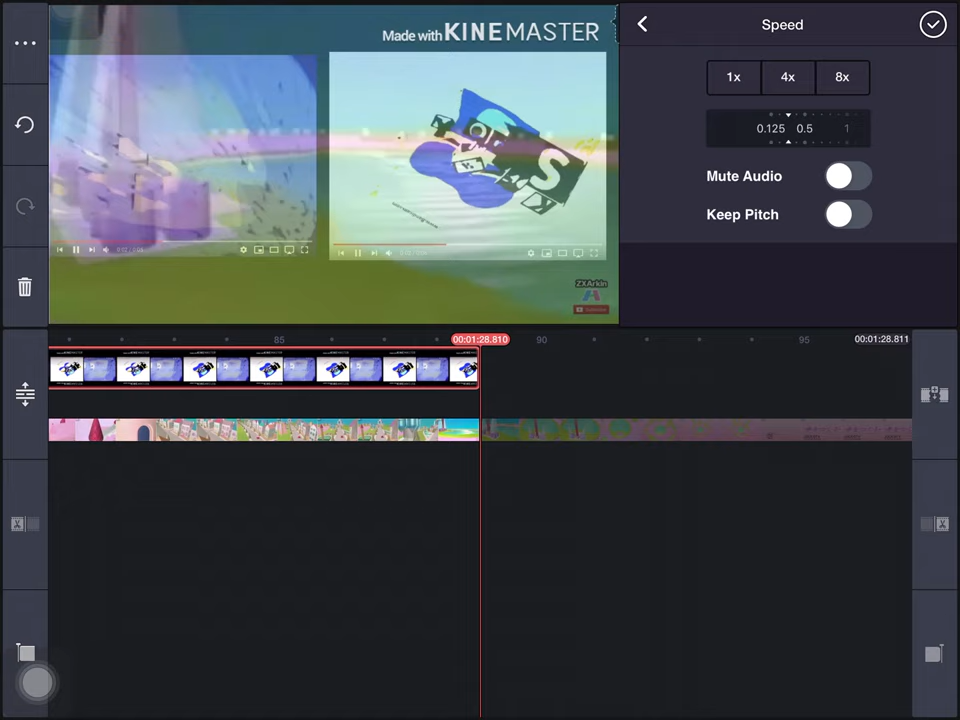 Made with KINEMASTER
Speed
1x 4x 8x
0.125 0.5 1
Mute Audio
Keep Pitch
S
ZXArkin
85
00:01:28.810
90
95
00:01:28.811